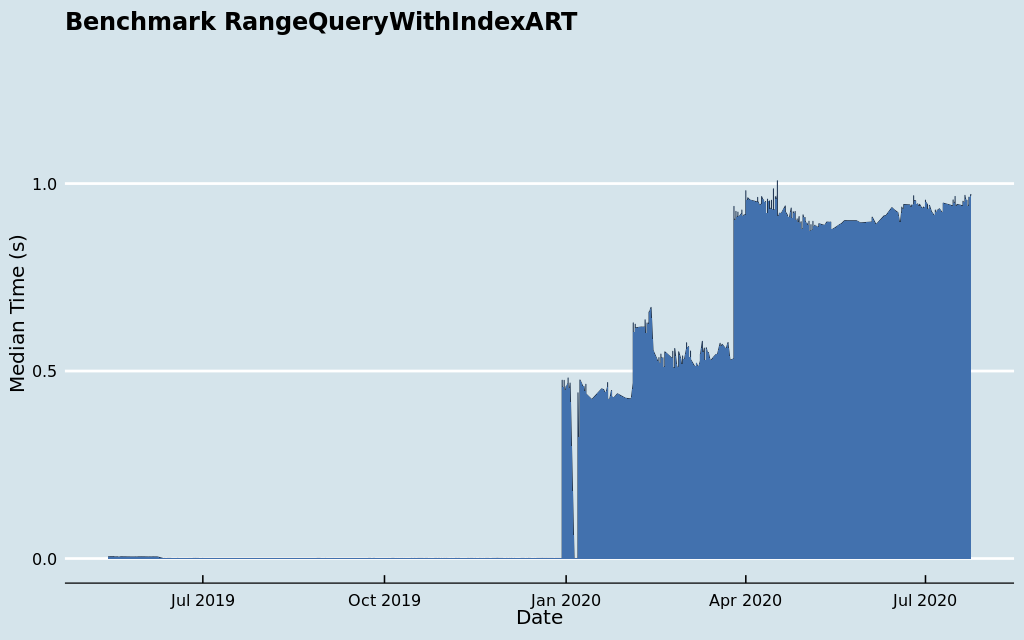 Benchmark RangeQueryWithIndexART
Median Time (s)
1.0
0.5
0.0
Jul 2019
Oct 2019
Jan 2020
Apr 2020
Jul 2020
Date